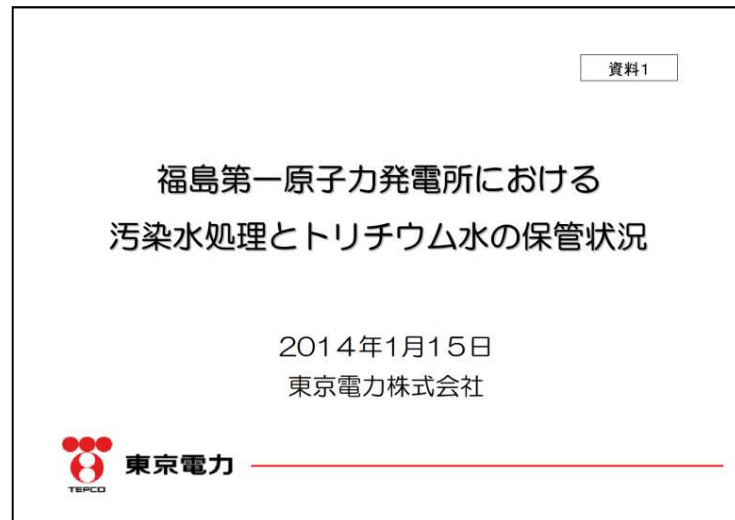 資料1
福島第一原子力発電所における
汚染水処理とトリチウム水の保管状況
2014年1月15日
東京電力株式会社
東京電力
TEPCO